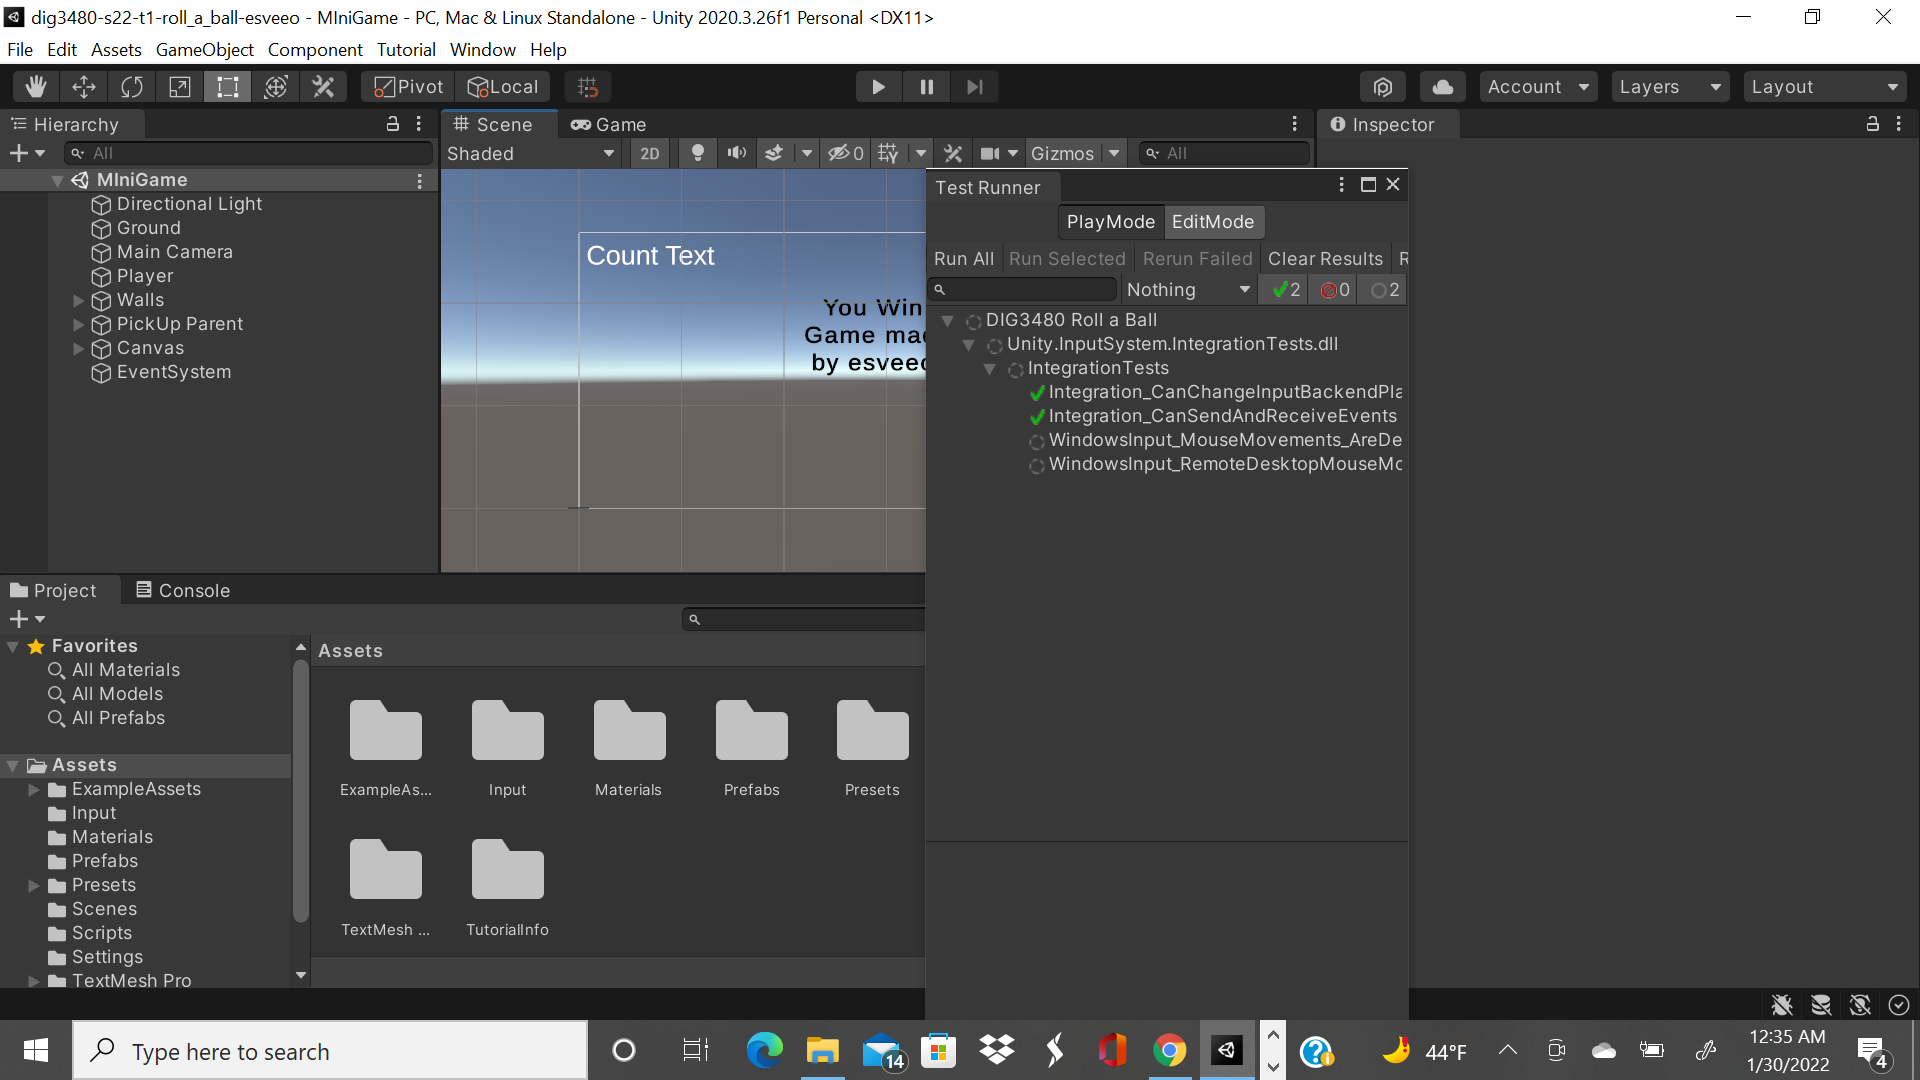 dig3480-s22-t1-roll_a_ball-esveeo - MIniGame - PC, Mac & Linux Standalone - Unity 2020.3.26f1 Personal <DX11>
File Edit Assets GameObject Component Tutorial Window Help
Pivot Local Account Layers Layout
Hierarchy
All
MIniGame
Directional Light
Ground
Main Camera
Player
Walls
PickUp Parent
Canvas
EventSystem
Scene Game
Shaded 2D 0 Gizmos All
Count Text
You Win
Game mad
by esveeo
Inspector
Test Runner
PlayMode EditMode
Run All Run Selected Rerun Failed Clear Results R
Nothing 2 0 2
DIG3480 Roll a Ball
Unity.InputSystem.IntegrationTests.dll
IntegrationTests
Integration_CanChangeInputBackendPla
Integration_CanSendAndReceiveEvents
WindowsInput_MouseMovements_AreDe
WindowsInput_RemoteDesktopMouseMo
Project Console
Favorites
All Materials
All Models
All Prefabs
Assets
ExampleAssets
Input
Materials
Prefabs
Presets
Scenes
Scripts
Settings
TextMesh Pro
Assets
ExampleAs... Input Materials Prefabs Presets
TextMesh ... TutorialInfo
Type here to search
14
44°F
12:35 AM
1/30/2022
4